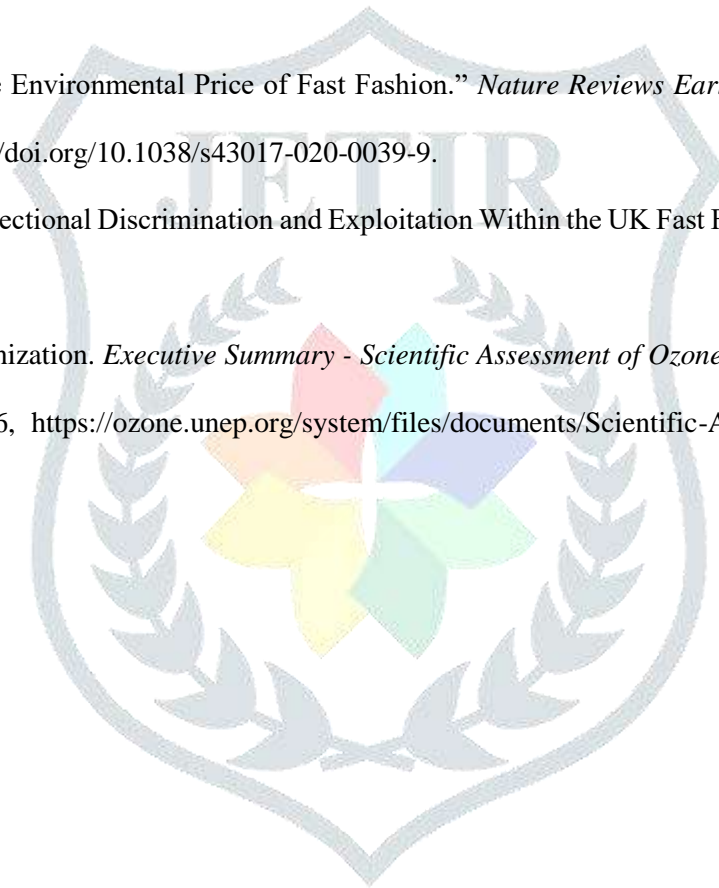 e Environmental Price of Fast Fashion.” Nature Reviews Ear
/doi.org/10.1038/s43017-020-0039-9.
JETIR
ectional Discrimination and Exploitation Within the UK Fast F
nization. Executive Summary - Scientific Assessment of Ozone
6, https://ozone.unep.org/system/files/documents/Scientific-A